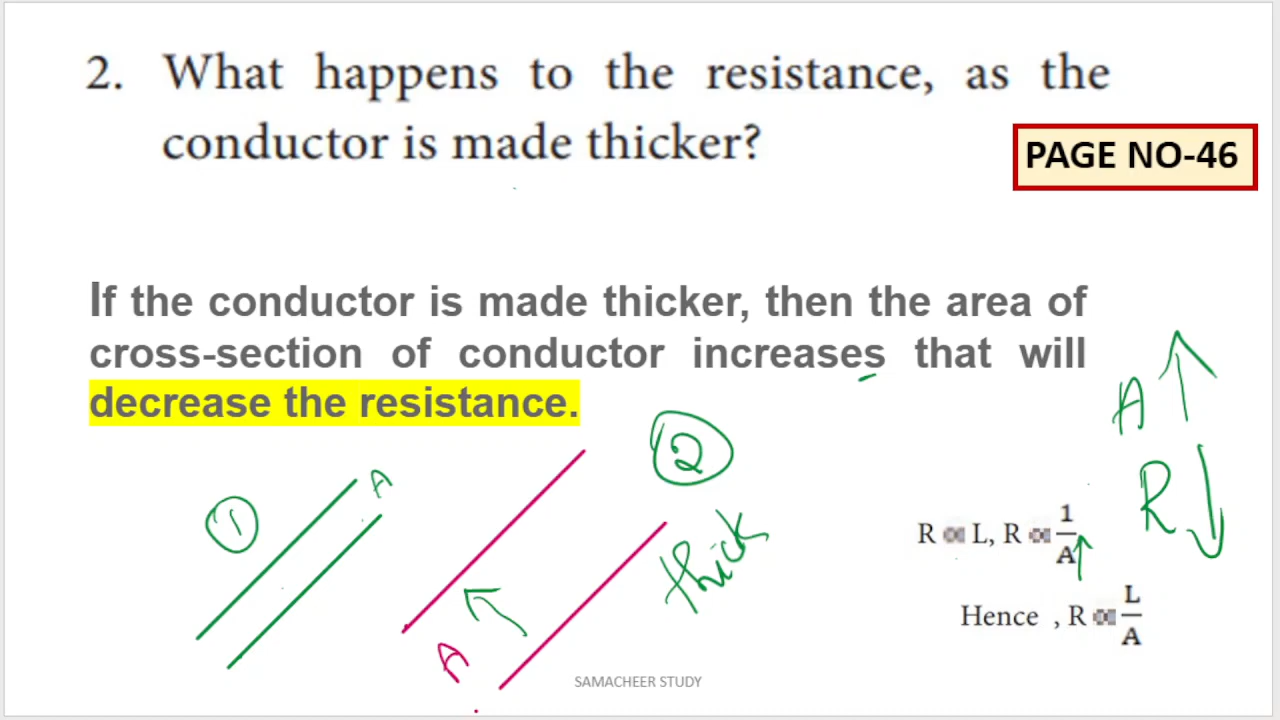 2. What happens to the resistance, as the
conductor is made thicker?
PAGE NO-46
If the conductor is made thicker, then the area of
cross-section of conductor increases that will
decrease the resistance.
A ↑
R ↓
1
A
2
thick
A
R ∝ L, R ∝ 1/A ↑
Hence , R ∝ L/A
SAMACHEER STUDY